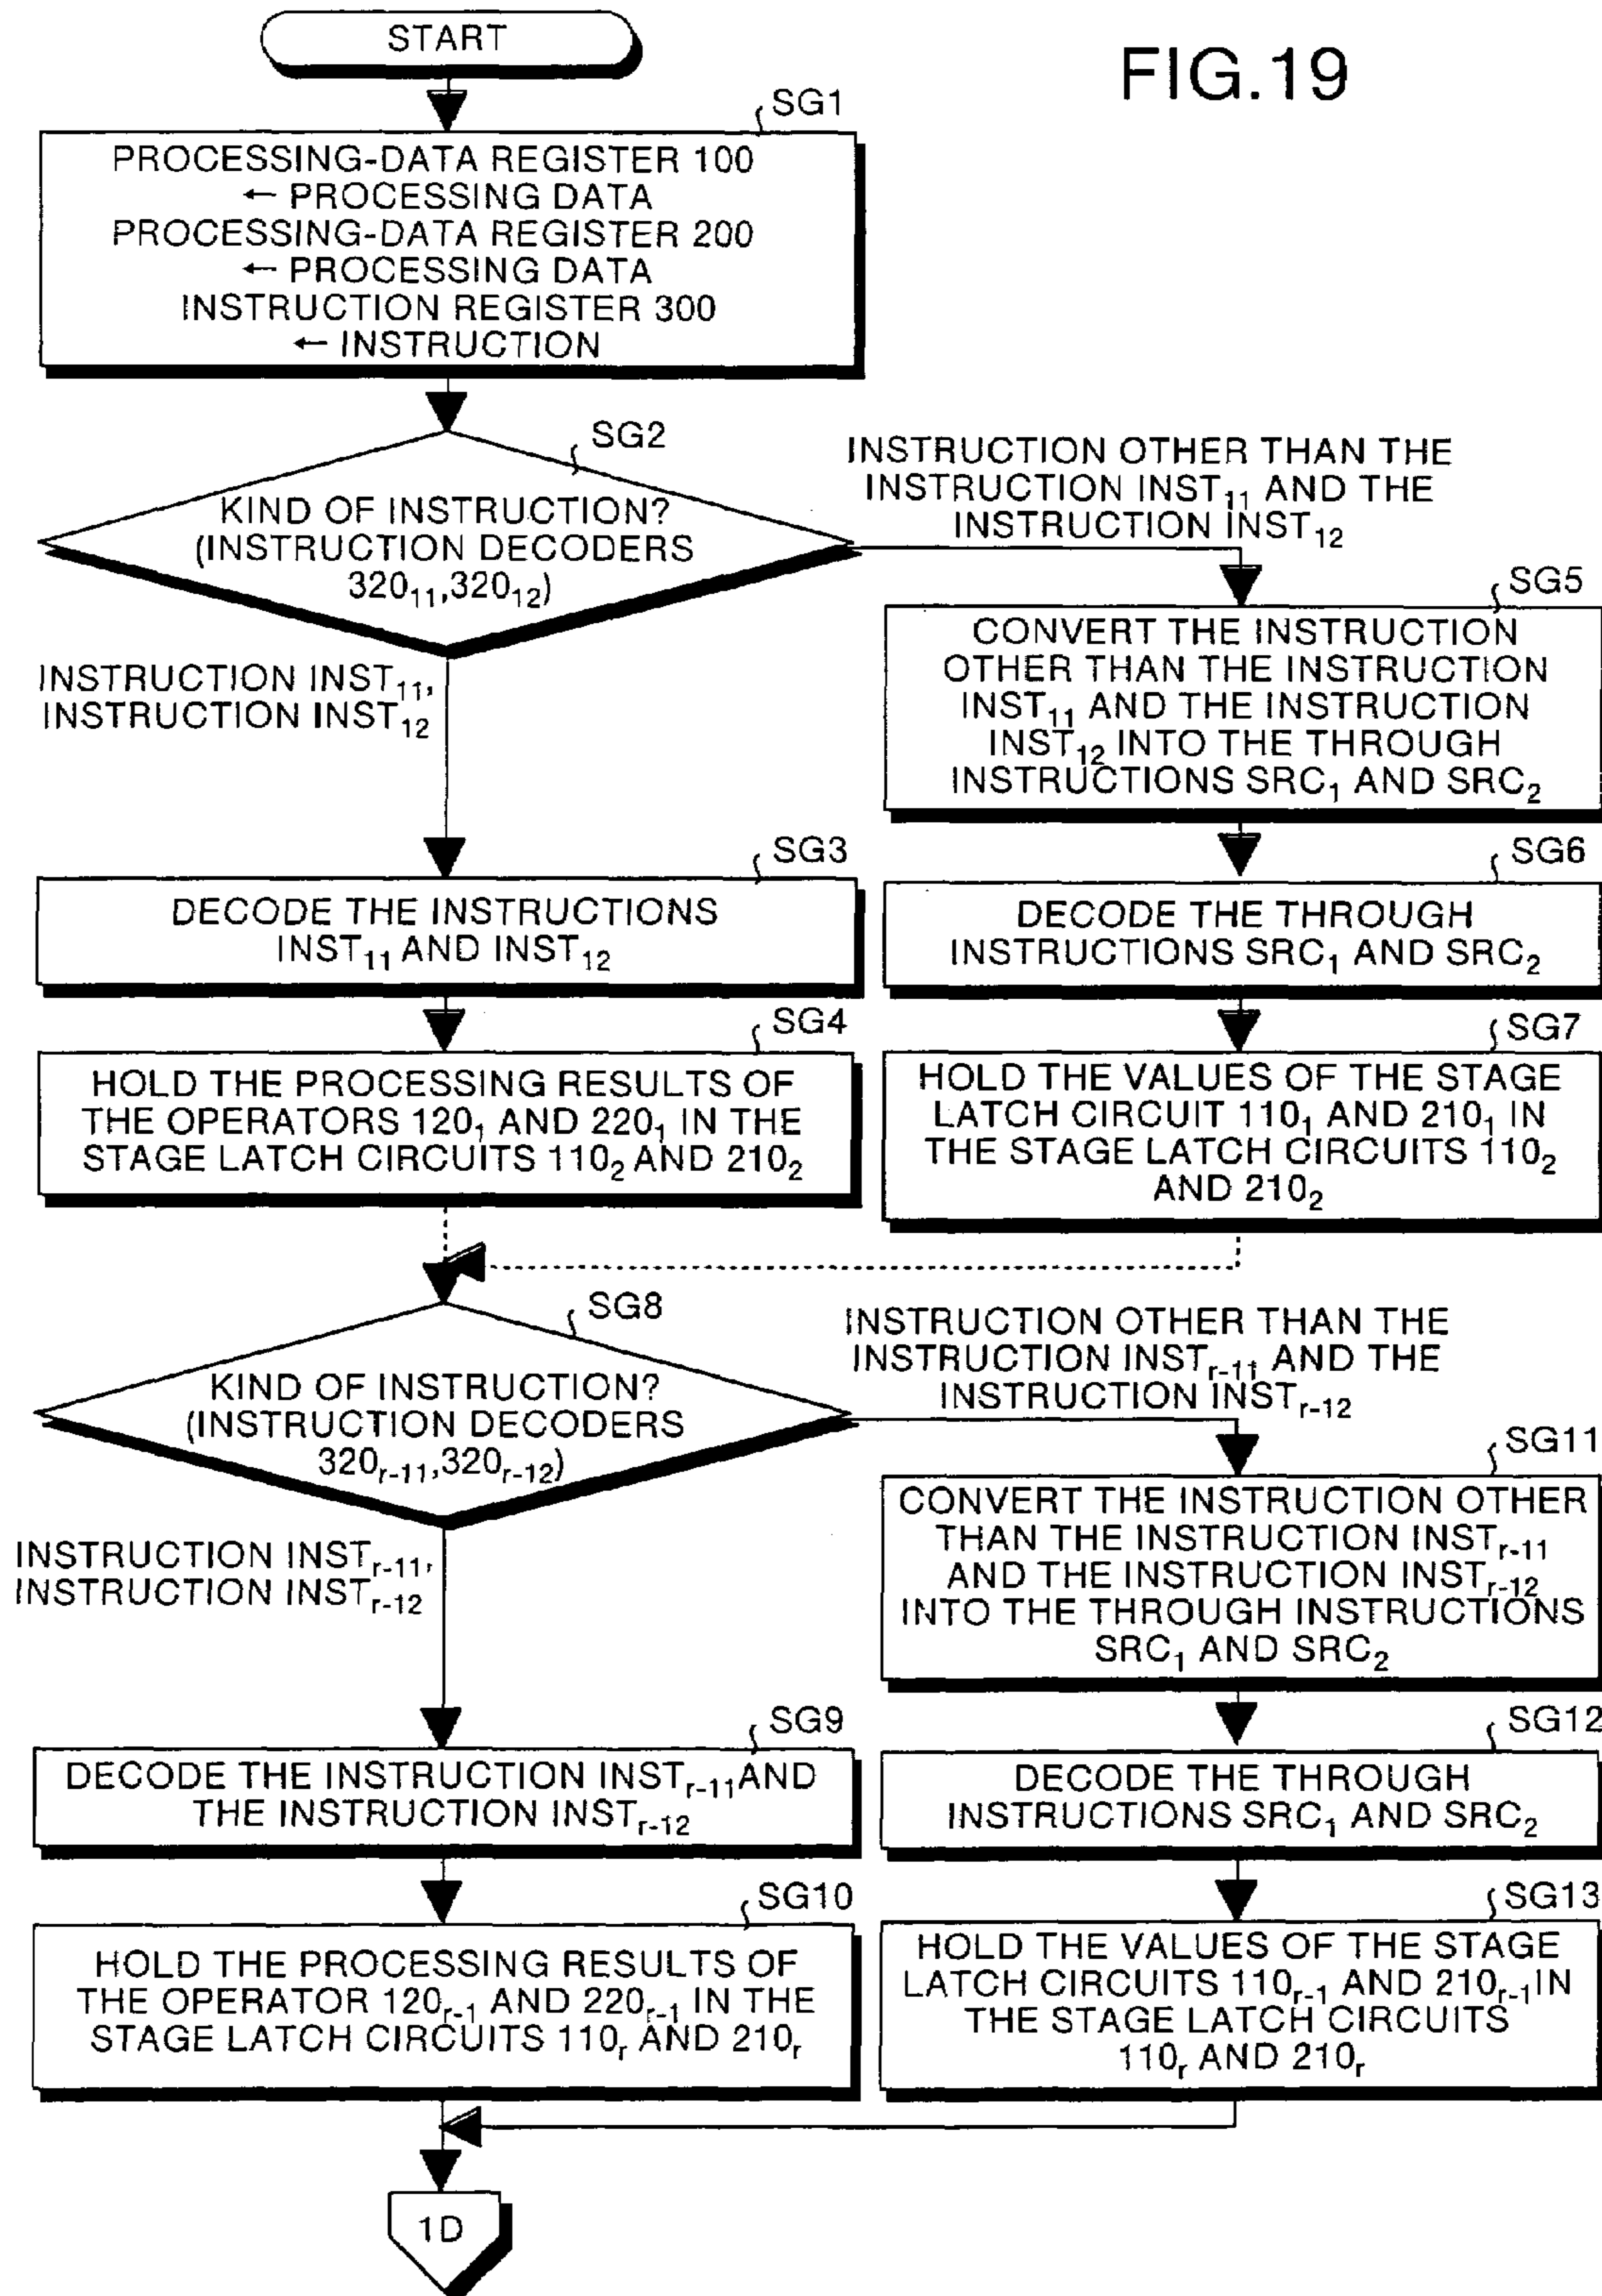 START
FIG.19
SG1
PROCESSING-DATA REGISTER 100
← PROCESSING DATA
PROCESSING-DATA REGISTER 200
← PROCESSING DATA
INSTRUCTION REGISTER 300
← INSTRUCTION
SG2
KIND OF INSTRUCTION?
(INSTRUCTION DECODERS
320₁₁,320₁₂)
INSTRUCTION OTHER THAN THE
INSTRUCTION INST₁₁ AND THE
INSTRUCTION INST₁₂
INSTRUCTION INST₁₁,
INSTRUCTION INST₁₂
SG5
CONVERT THE INSTRUCTION
OTHER THAN THE INSTRUCTION
INST₁₁ AND THE INSTRUCTION
INST₁₂ INTO THE THROUGH
INSTRUCTIONS SRC₁ AND SRC₂
SG3
DECODE THE INSTRUCTIONS
INST₁₁ AND INST₁₂
SG6
DECODE THE THROUGH
INSTRUCTIONS SRC₁ AND SRC₂
SG4
HOLD THE PROCESSING RESULTS OF
THE OPERATORS 120₁ AND 220₁ IN THE
STAGE LATCH CIRCUITS 110₂ AND 210₂
SG7
HOLD THE VALUES OF THE STAGE
LATCH CIRCUIT 110₁ AND 210₁ IN
THE STAGE LATCH CIRCUITS 110₂
AND 210₂
SG8
KIND OF INSTRUCTION?
(INSTRUCTION DECODERS
320ᵣ₋₁₁,320ᵣ₋₁₂)
INSTRUCTION OTHER THAN THE
INSTRUCTION INSTᵣ₋₁₁ AND THE
INSTRUCTION INSTᵣ₋₁₂
INSTRUCTION INSTᵣ₋₁₁,
INSTRUCTION INSTᵣ₋₁₂
SG11
CONVERT THE INSTRUCTION OTHER
THAN THE INSTRUCTION INSTᵣ₋₁₁
AND THE INSTRUCTION INSTᵣ₋₁₂
INTO THE THROUGH INSTRUCTIONS
SRC₁ AND SRC₂
SG9
DECODE THE INSTRUCTION INSTᵣ₋₁₁ AND
THE INSTRUCTION INSTᵣ₋₁₂
SG12
DECODE THE THROUGH
INSTRUCTIONS SRC₁ AND SRC₂
SG10
HOLD THE PROCESSING RESULTS OF
THE OPERATOR 120ᵣ₋₁ AND 220ᵣ₋₁ IN THE
STAGE LATCH CIRCUITS 110ᵣ AND 210ᵣ
SG13
HOLD THE VALUES OF THE STAGE
LATCH CIRCUITS 110ᵣ₋₁ AND 210ᵣ₋₁ IN
THE STAGE LATCH CIRCUITS
110ᵣ AND 210ᵣ
1D